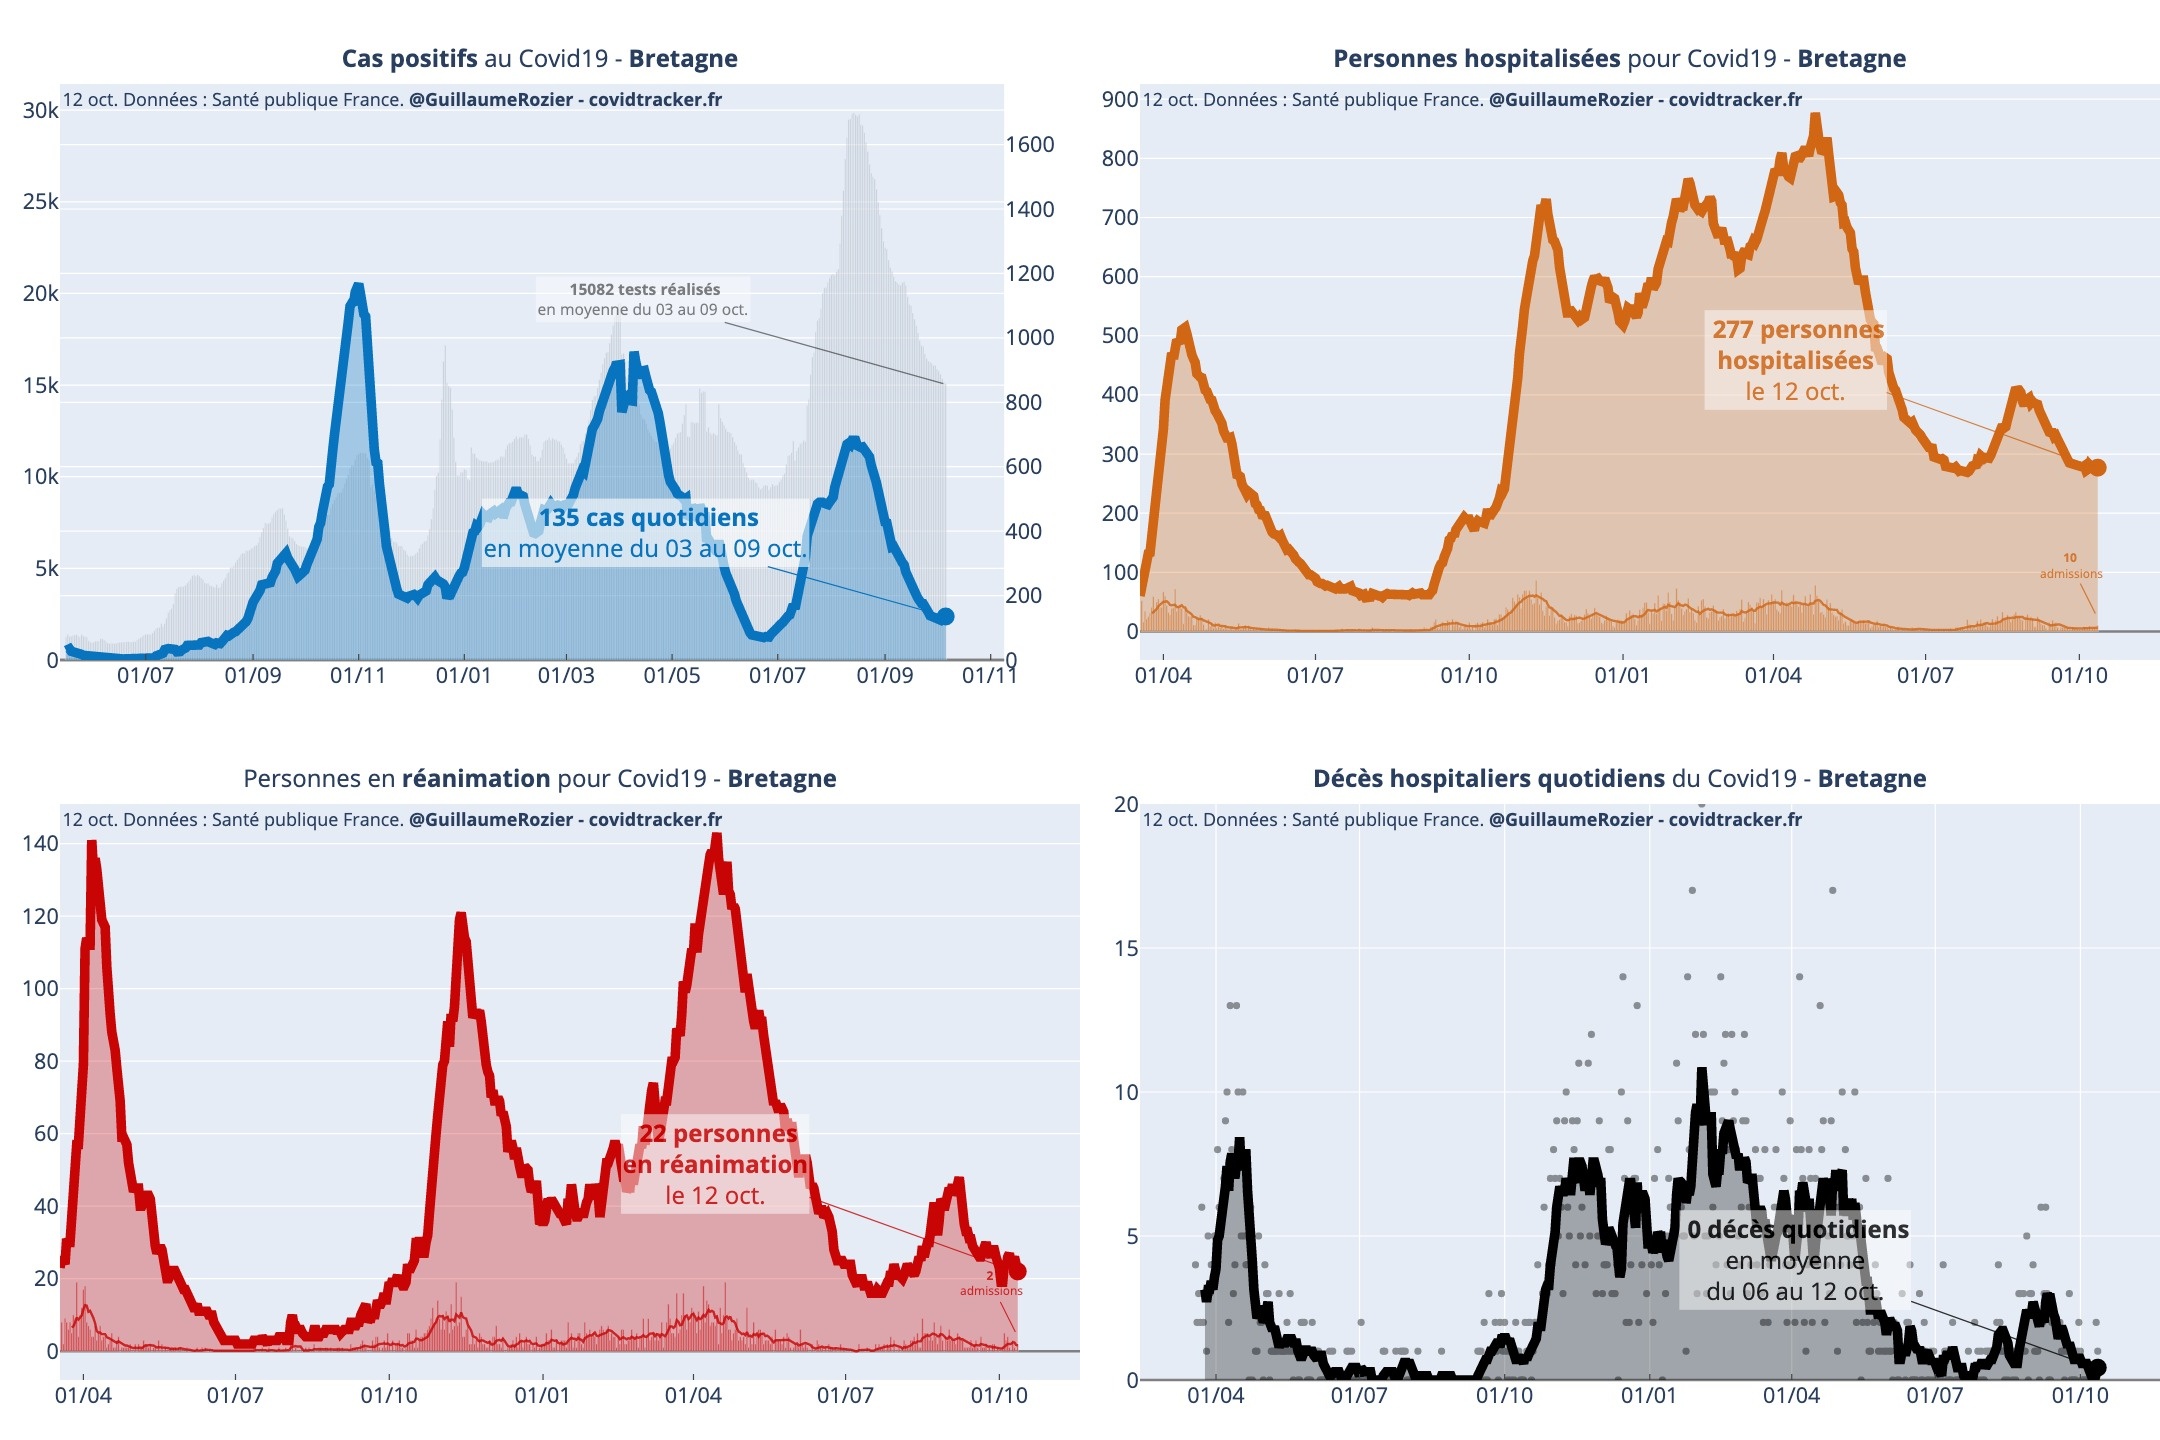 Cas positifs au Covid19 - Bretagne
12 oct. Données : Santé publique France. @GuillaumeRozier - covidtracker.fr
30k
25k
20k
15k
10k
5k
0
1600
1400
1200
1000
800
600
400
200
0
15082 tests réalisés
en moyenne du 03 au 09 oct.
135 cas quotidiens
en moyenne du 03 au 09 oct.
01/07 01/09 01/11 01/01 01/03 01/05 01/07 01/09 01/11
Personnes hospitalisées pour Covid19 - Bretagne
12 oct. Données : Santé publique France. @GuillaumeRozier - covidtracker.fr
900
800
700
600
500
400
300
200
100
0
277 personnes
hospitalisées
le 12 oct.
10
admissions
01/04 01/07 01/10 01/01 01/04 01/07 01/10
Personnes en réanimation pour Covid19 - Bretagne
12 oct. Données : Santé publique France. @GuillaumeRozier - covidtracker.fr
140
120
100
80
60
40
20
0
22 personnes
en réanimation
le 12 oct.
2
admissions
01/04 01/07 01/10 01/01 01/04 01/07 01/10
Décès hospitaliers quotidiens du Covid19 - Bretagne
12 oct. Données : Santé publique France. @GuillaumeRozier - covidtracker.fr
20
15
10
5
0
0 décès quotidiens
en moyenne
du 06 au 12 oct.
01/04 01/07 01/10 01/01 01/04 01/07 01/10